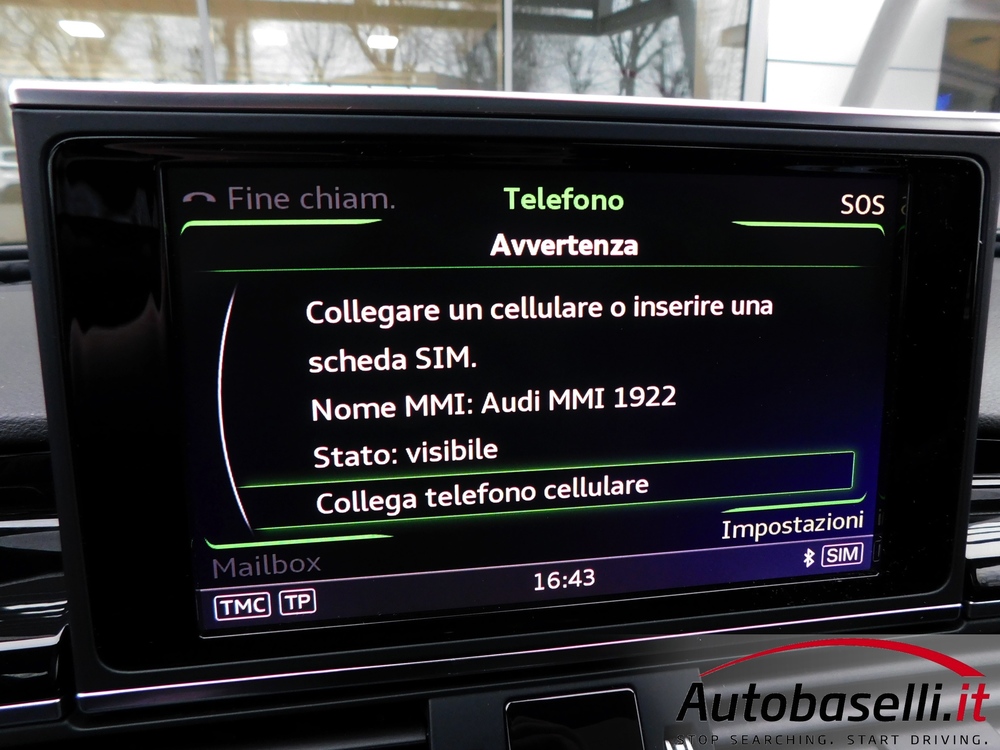 Fine chiam.
Telefono
SOS
Avvertenza
Collegare un cellulare o inserire una
scheda SIM.
Nome MMI: Audi MMI 1922
Stato: visibile
Collega telefono cellulare
Impostazioni
Mailbox
TMC TP
16:43
SIM
Autobaselli.it
STOP SEARCHING. START DRIVING.